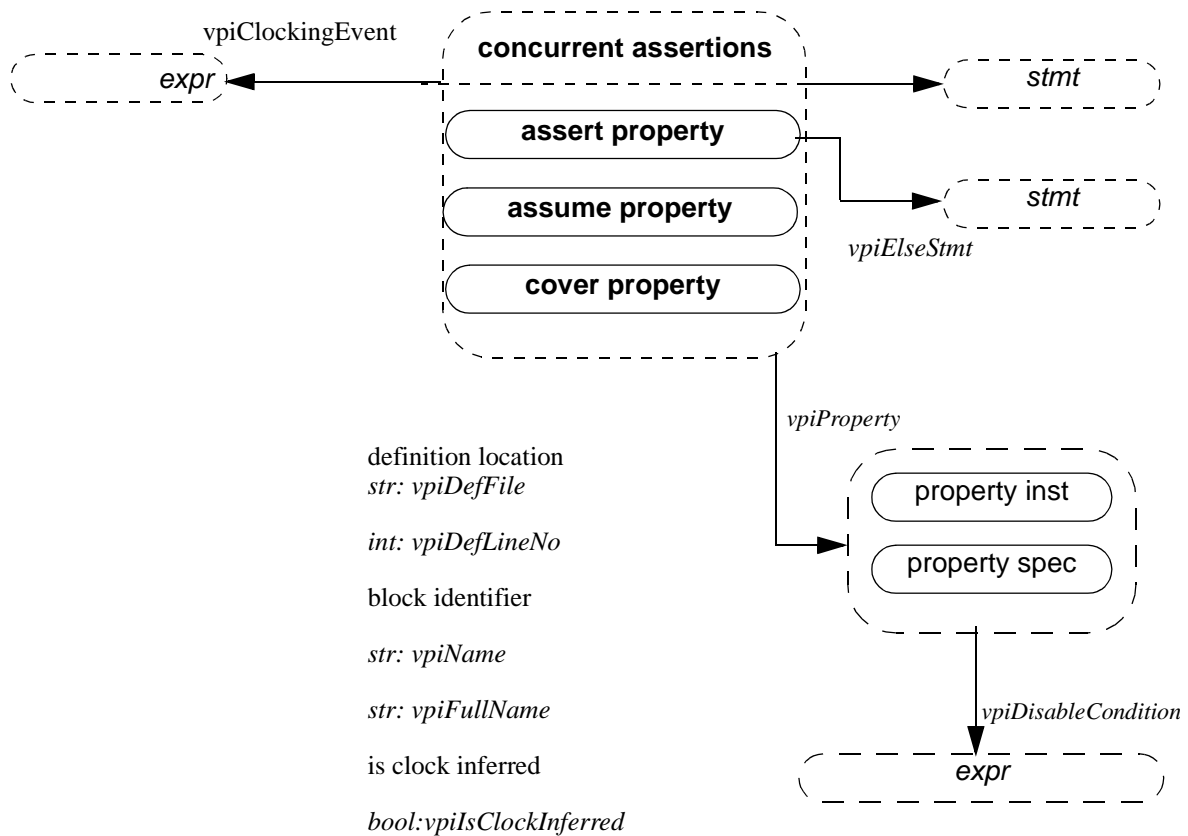 vpiClockingEvent
concurrent assertions
expr
stmt
assert property
assume property
stmt
vpiElseStmt
cover property
vpiProperty
definition location
str: vpiDefFile
property inst
int: vpiDefLineNo
property spec
block identifier
str: vpiName
str: vpiFullName
vpiDisableCondition
is clock inferred
expr
bool:vpiIsClockInferred